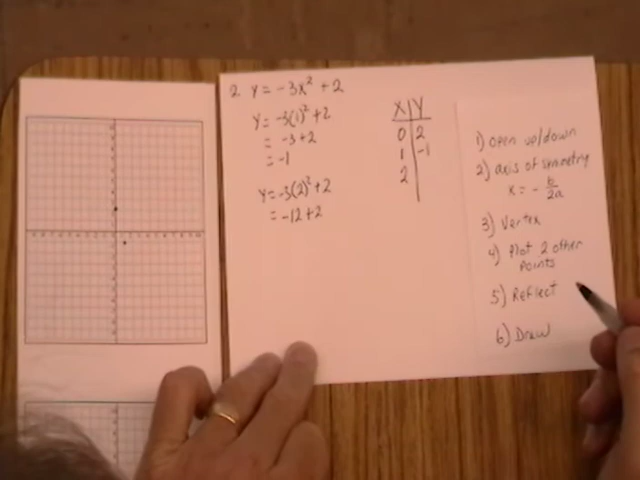 2. y = -3x² + 2
y = -3(1)² + 2
= -3 + 2
= -1
y = -3(2)² + 2
= -12 + 2
X | Y
0 | 2
1 | -1
2 |
1) open up/down
2) axis of symmetry
x = - b/2a
3) Vertex
4) Plot 2 other
Points
5) Reflect
6) Draw